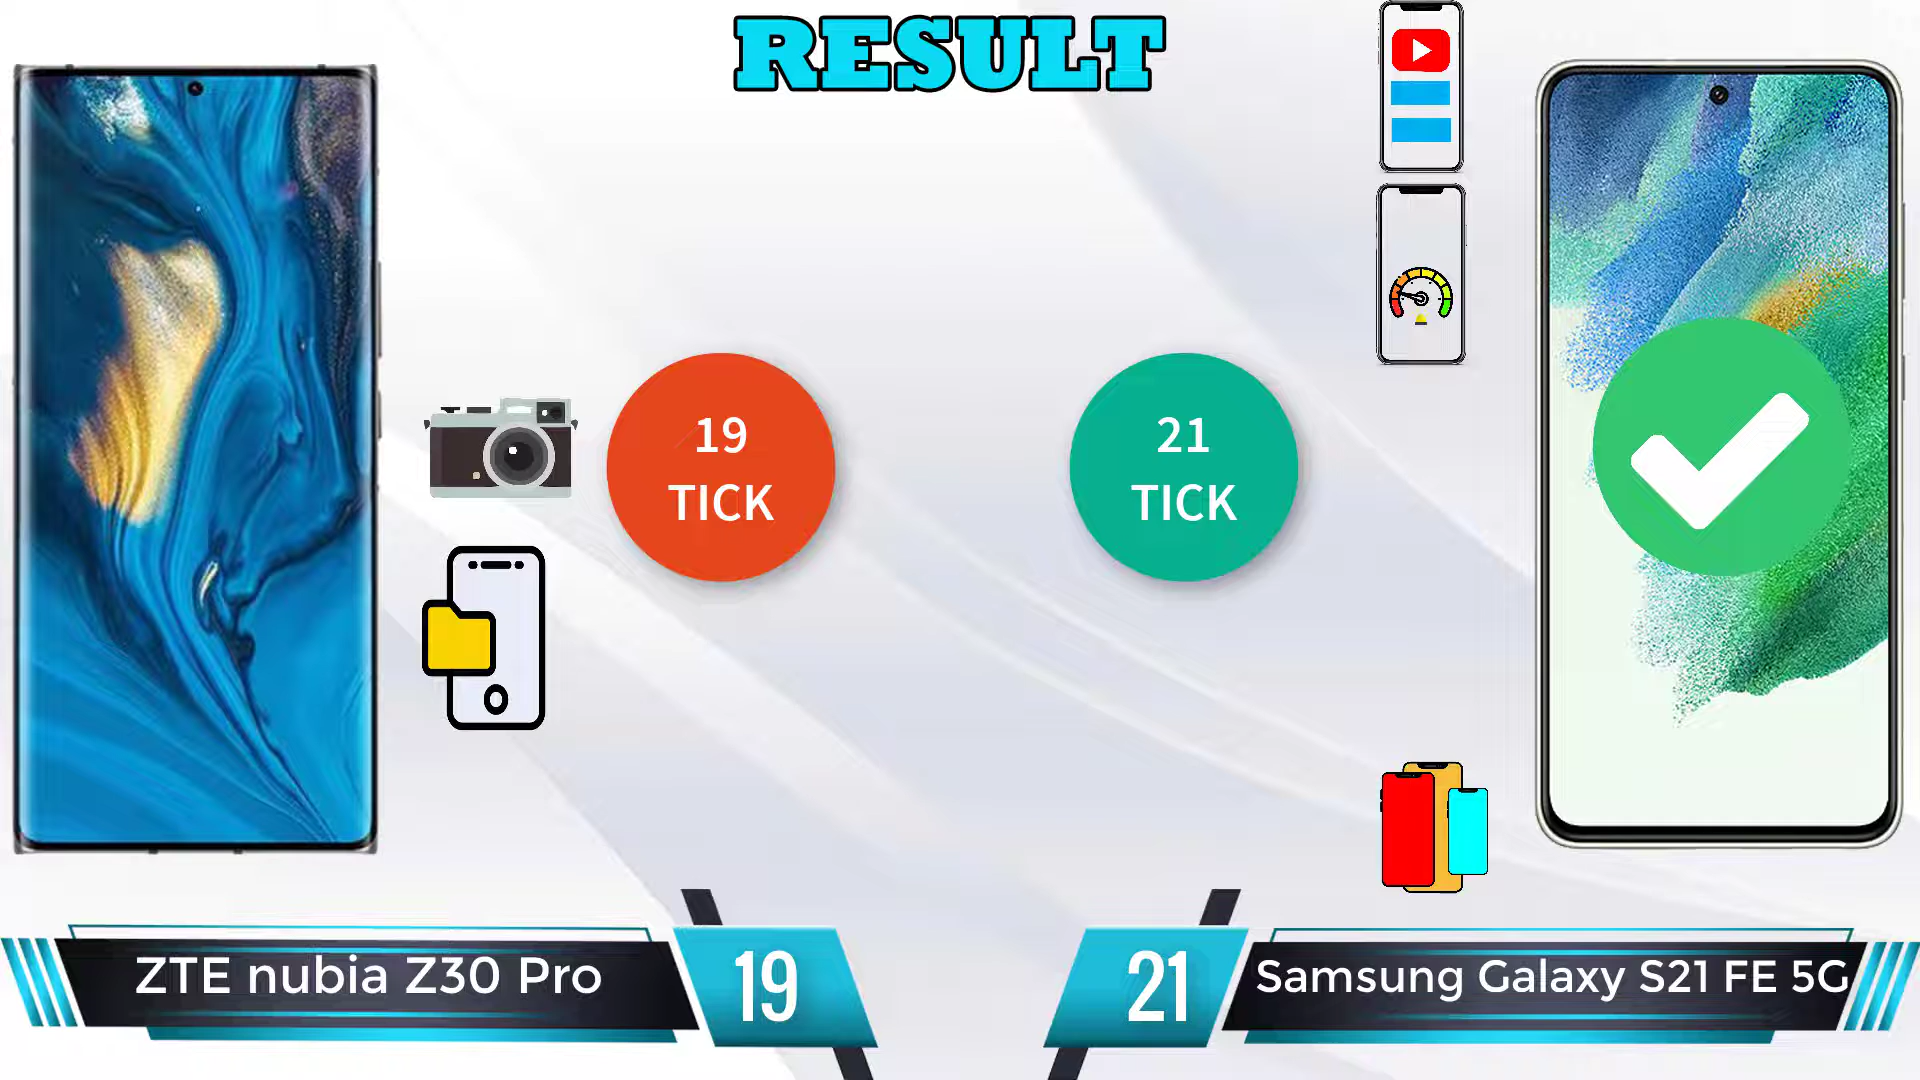 RESULT
19
TICK
21
TICK
ZTE nubia Z30 Pro
19
21
Samsung Galaxy S21 FE 5G